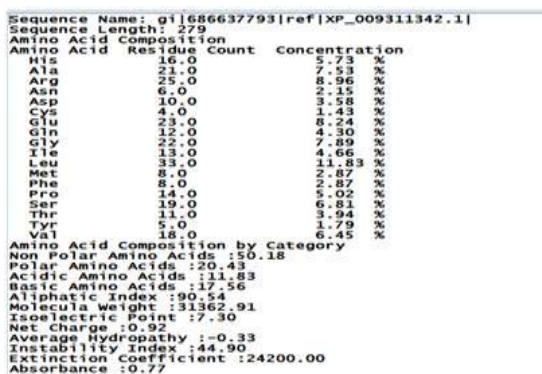 Sequence Name: gi|686637793|ref|XP_009311342.1|
Sequence Length: 279
Amino Acid Composition
Amino Acid Residue Count Concentration
His 16.0 5.73 %
Ala 21.0 7.53 %
Arg 25.0 8.96 %
Asn 6.0 2.15 %
Asp 10.0 3.58 %
Cys 4.0 1.43 %
Glu 23.0 8.24 %
Gln 12.0 4.30 %
Gly 22.0 7.89 %
Ile 13.0 4.66 %
Leu 33.0 11.83 %
Met 8.0 2.87 %
Phe 8.0 2.87 %
Pro 14.0 5.02 %
Ser 19.0 6.81 %
Thr 11.0 3.94 %
Tyr 5.0 1.79 %
Val 18.0 6.45 %
Amino Acid Composition by Category
Non Polar Amino Acids :50.18
Polar Amino Acids :20.43
Acidic Amino Acids :11.83
Basic Amino Acids :17.56
Aliphatic Index :90.54
Molecula Weight :31362.91
Isoelectric Point :7.30
Net Charge :0.92
Average Hydropathy :-0.33
Instability Index :44.90
Extinction Coefficient :24200.00
Absorbance :0.77